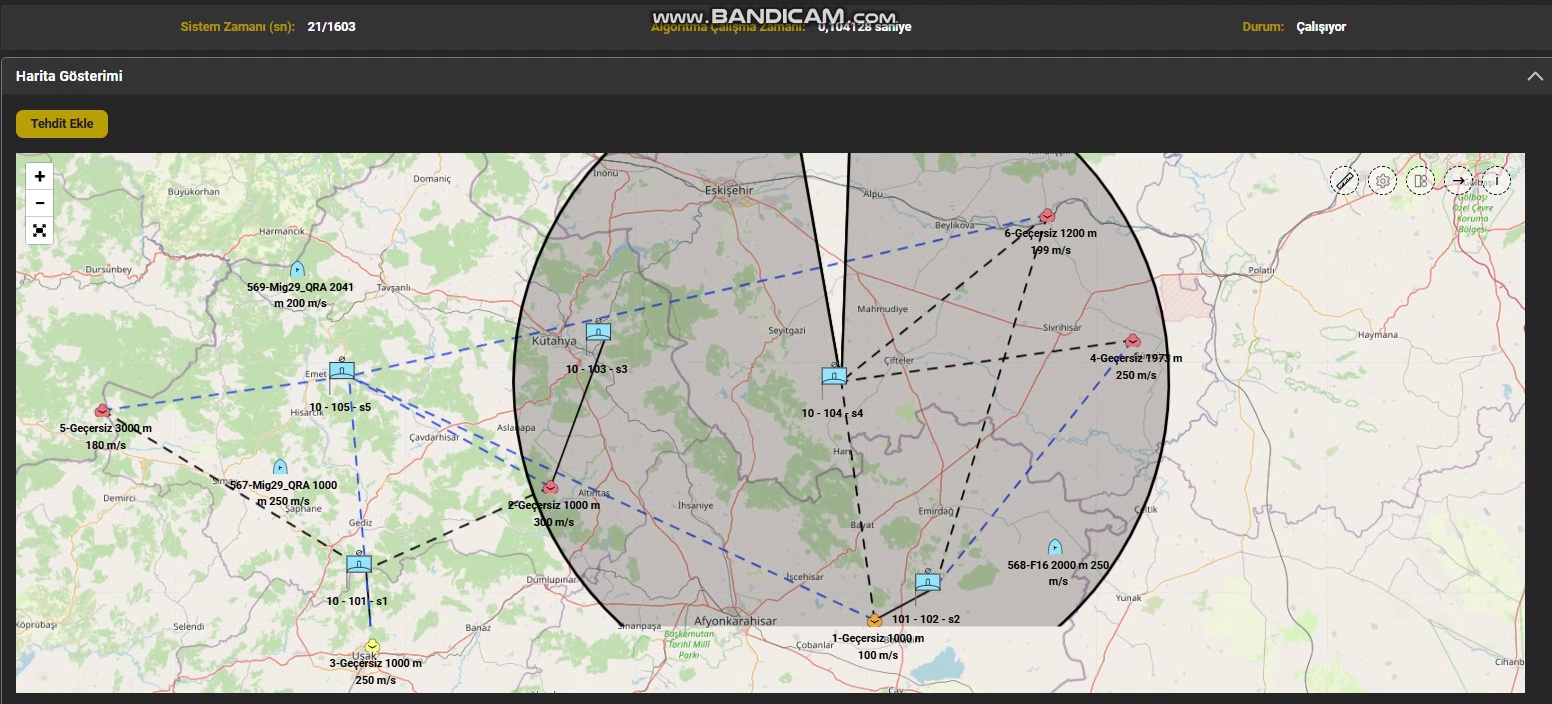 www.BANDICAM.com
Sistem Zamanı (sn): 21/1603
Algoritma Çalışma Zamanı: 0,104128 saniye
Durum: Çalışıyor
Harita Gösterimi
Tehdit Ekle
+
−
Domaniç
İnönü
Eskişehir
Alpu
Büyükorhan
Gölbaşı
Özel Çevre
Koruma
Bölgesi
Harmancık
Beylikova
6-Geçersiz 1200 m
199 m/s
Dursunbey
Polatlı
569-Mig29_QRA 2041
m 200 m/s
Tavşanlı
Mahmudiye
Seyitgazi
Sivrihisar
Haymana
Kütahya
Çifteler
4-Geçersiz 1973 m
250 m/s
Emet
10 - 103 - s3
10 - 105 - s5
Hisarcık
10 - 104 - s4
5-Geçersiz 3000 m
180 m/s
Aslanapa
Çavdarhisar
Han
567-Mig29_QRA 1000
m 250 m/s
Simav
Şaphane
Demirci
Altıntaş
2-Geçersiz 1000 m
300 m/s
İhsaniye
Emirdağ
Çeltik
Bayat
Gediz
568-F16 2000 m 250
m/s
Dumlupınar
İscehisar
10 - 101 - s1
Yunak
101 - 102 - s2
Köprübaşı
Selendi
Banaz
Sinanpaşa
Afyonkarahisar
Başkomutan
Tarihî Millî
Parkı
1-Geçersiz 1000 m
100 m/s
Çobanlar
Uşak
3-Geçersiz 1000 m
250 m/s
Çay
Cihanb